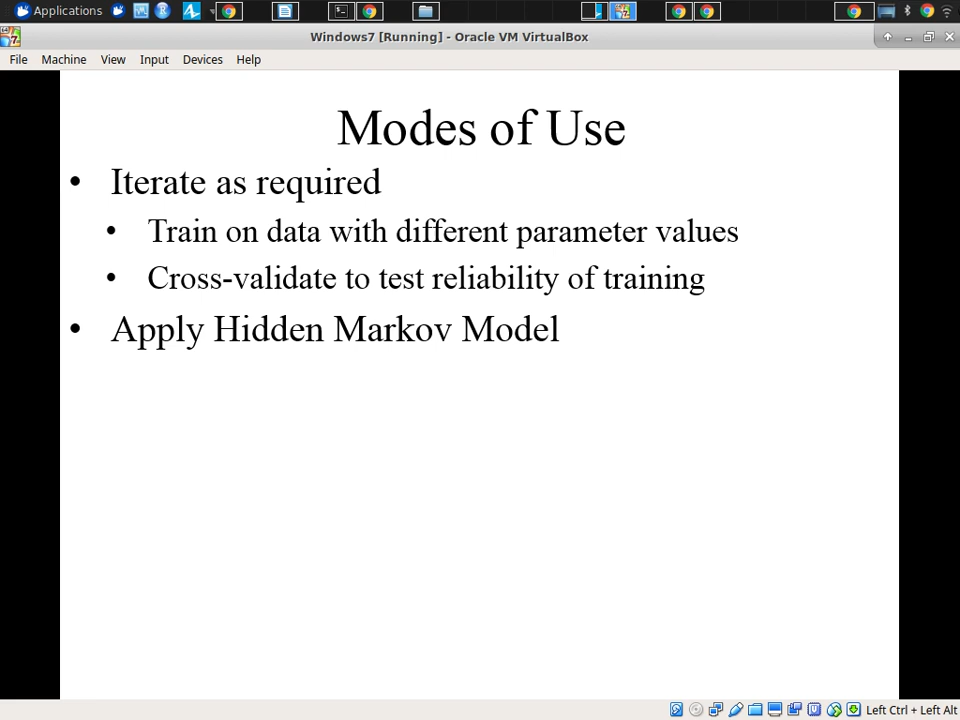 Applications
Windows7 [Running] - Oracle VM VirtualBox
File Machine View Input Devices Help
Modes of Use
• Iterate as required
• Train on data with different parameter values
• Cross-validate to test reliability of training
• Apply Hidden Markov Model
Left Ctrl + Left Alt